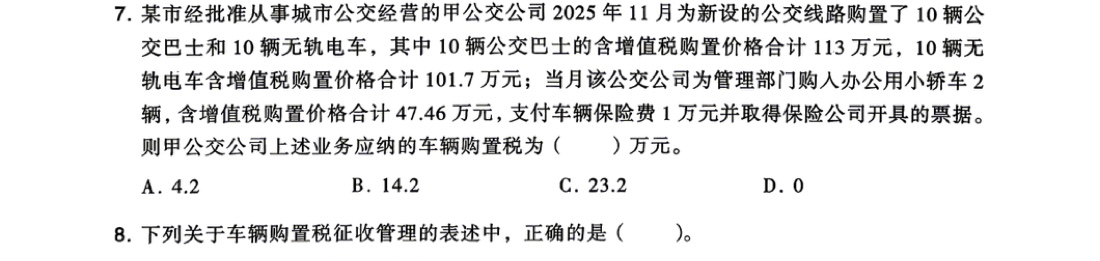 7. 某市经批准从事城市公交经营的甲公交公司 2025 年 11 月为新设的公交线路购置了 10 辆公
交巴士和 10 辆无轨电车，其中 10 辆公交巴士的含增值税购置价格合计 113 万元，10 辆无
轨电车含增值税购置价格合计 101.7 万元；当月该公交公司为管理部门购入办公用小轿车 2
辆，含增值税购置价格合计 47.46 万元，支付车辆保险费 1 万元并取得保险公司开具的票据。
则甲公交公司上述业务应纳的车辆购置税为（　　）万元。
A. 4.2 B. 14.2 C. 23.2 D. 0
8. 下列关于车辆购置税征收管理的表述中，正确的是（　　）。